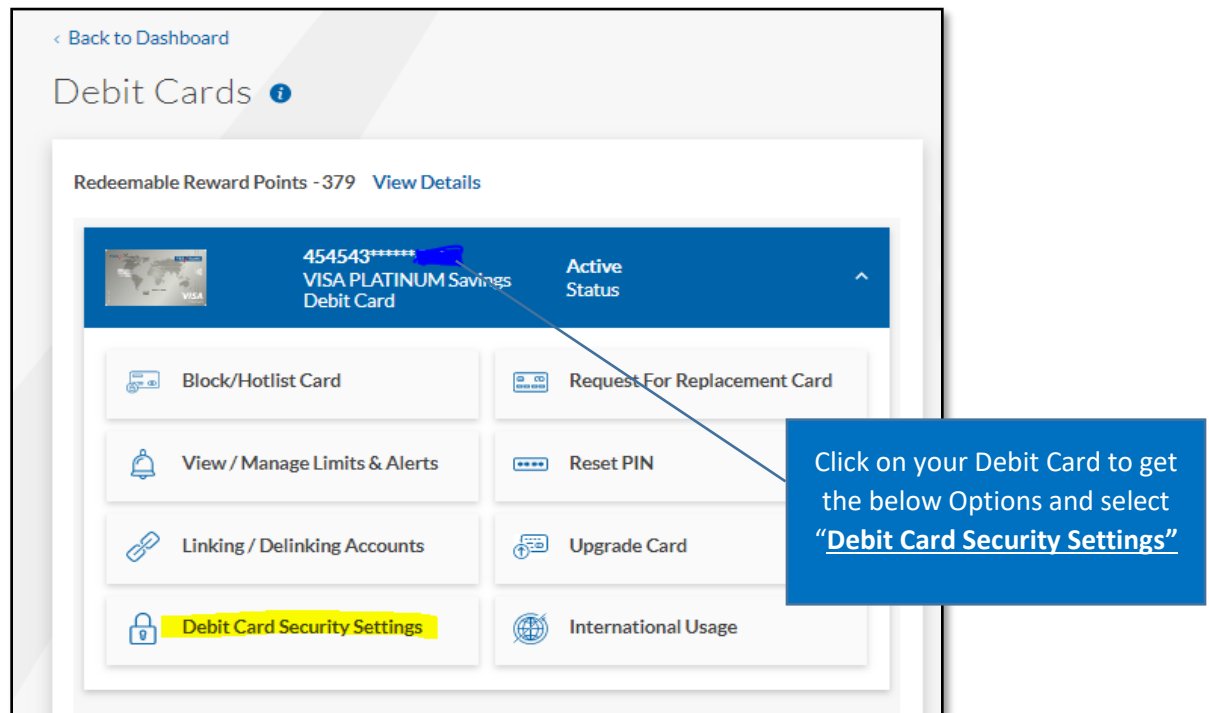 < Back to Dashboard
Debit Cards
Redeemable Reward Points - 379 View Details
454543******
VISA PLATINUM Savings
Debit Card
Active
Status
VISA
Block/Hotlist Card
Request For Replacement Card
View / Manage Limits & Alerts
Reset PIN
Linking / Delinking Accounts
Upgrade Card
Debit Card Security Settings
International Usage
Click on your Debit Card to get
the below Options and select
“Debit Card Security Settings”